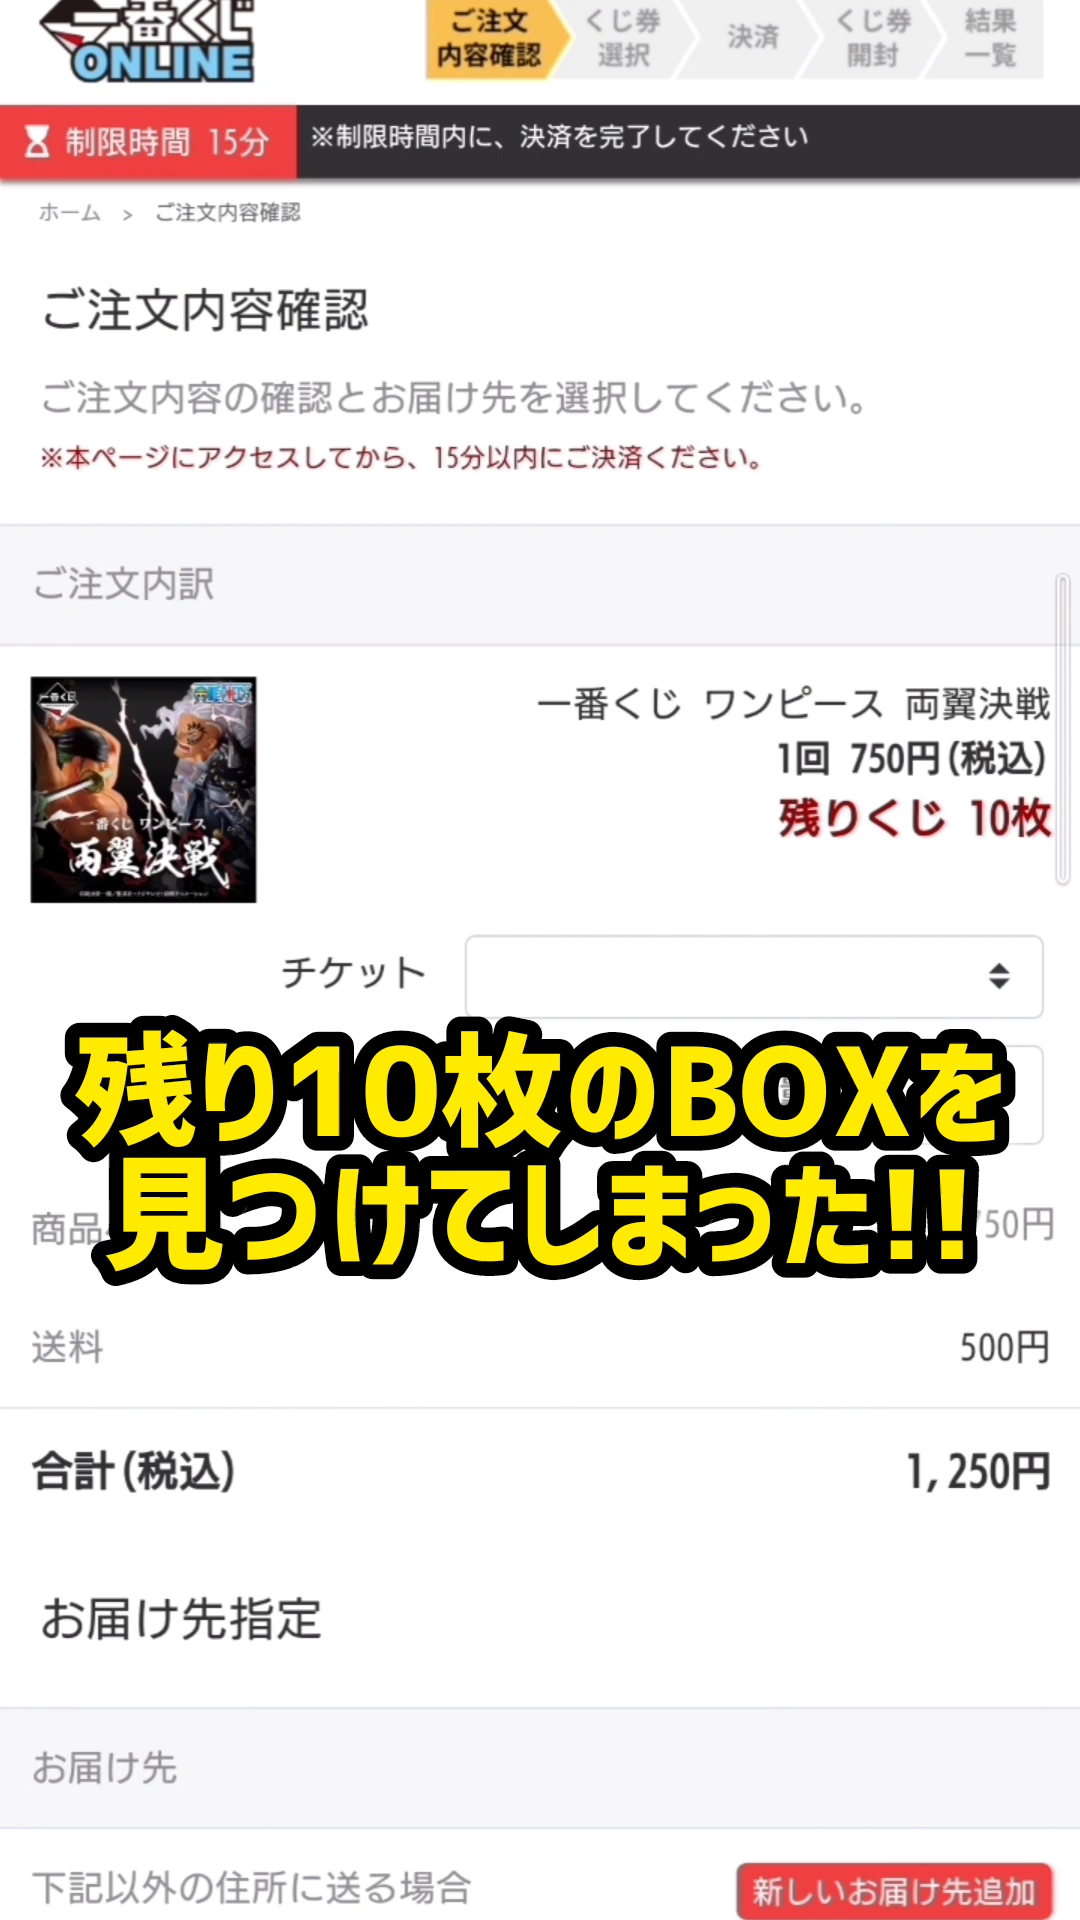 一番くじ
ONLINE
ご注文
内容確認
くじ券
選択
決済
くじ券
開封
結果
一覧
制限時間 15分
※制限時間内に、決済を完了してください
ホーム > ご注文内容確認
ご注文内容確認
ご注文内容の確認とお届け先を選択してください。
※本ページにアクセスしてから、15分以内にご決済ください。
ご注文内訳
一番くじ
一番くじ ワンピース
両翼決戦
一番くじ ワンピース 両翼決戦
1回 750円(税込)
残りくじ 10枚
チケット
残り10枚のBOXを
見つけてしまった!!
商品
750円
送料
500円
合計(税込)
1,250円
お届け先指定
お届け先
下記以外の住所に送る場合
新しいお届け先追加